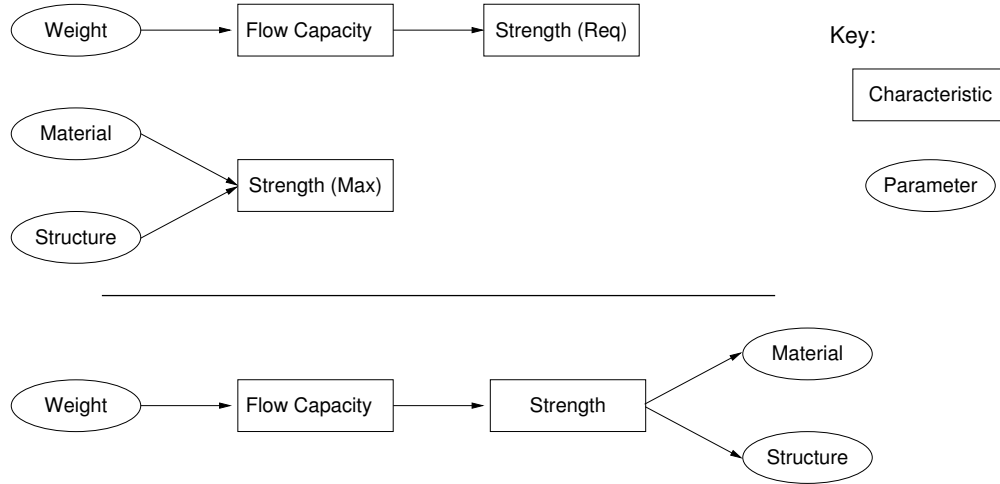 Weight
Flow Capacity
Strength (Req)
Key:
Characteristic
Material
Strength (Max)
Parameter
Structure
Material
Weight
Flow Capacity
Strength
Structure